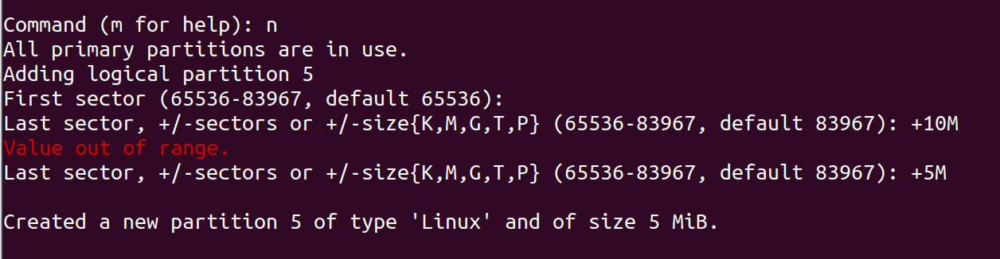 Command (m for help): n
All primary partitions are in use.
Adding logical partition 5
First sector (65536-83967, default 65536):
Last sector, +/-sectors or +/-size{K,M,G,T,P} (65536-83967, default 83967): +10M
Value out of range.
Last sector, +/-sectors or +/-size{K,M,G,T,P} (65536-83967, default 83967): +5M
Created a new partition 5 of type 'Linux' and of size 5 MiB.